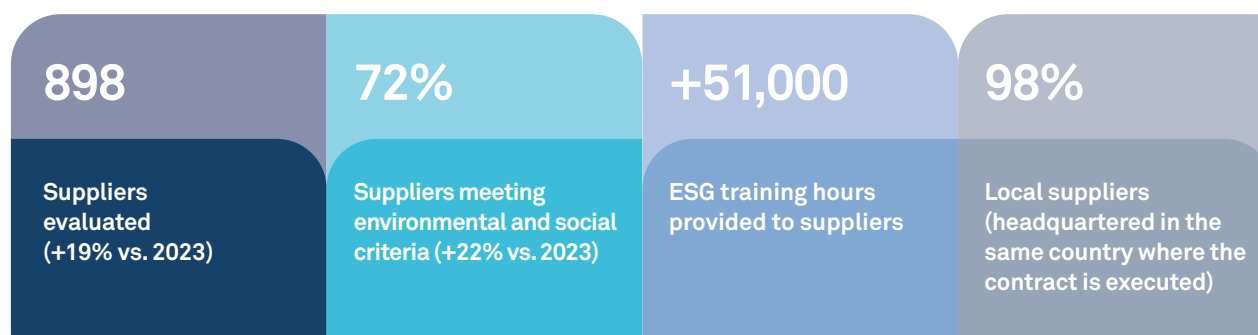 898
Suppliers
evaluated
(+19% vs. 2023)
72%
Suppliers meeting
environmental and social
criteria (+22% vs. 2023)
+51,000
ESG training hours
provided to suppliers
98%
Local suppliers
(headquartered in the
same country where the
contract is executed)